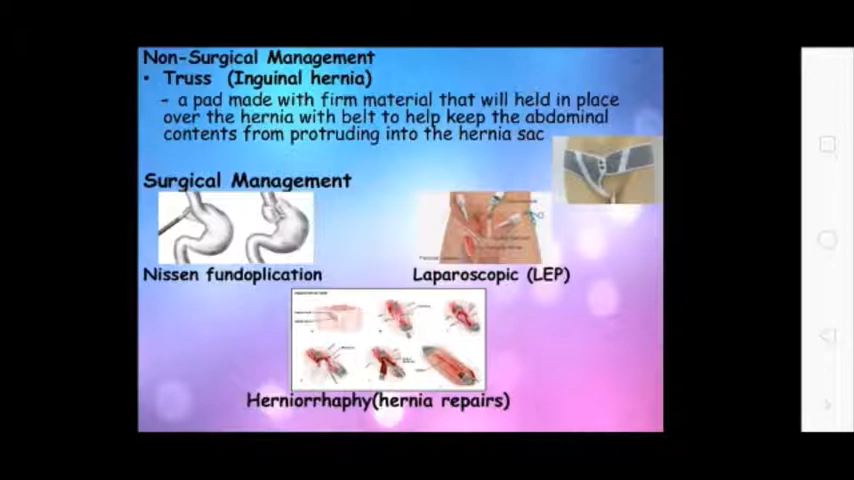 Non-Surgical Management
• Truss (Inguinal hernia)
- a pad made with firm material that will held in place
over the hernia with belt to help keep the abdominal
contents from protruding into the hernia sac
Surgical Management
Nissen fundoplication
Laparoscopic (LEP)
Herniorrhaphy(hernia repairs)